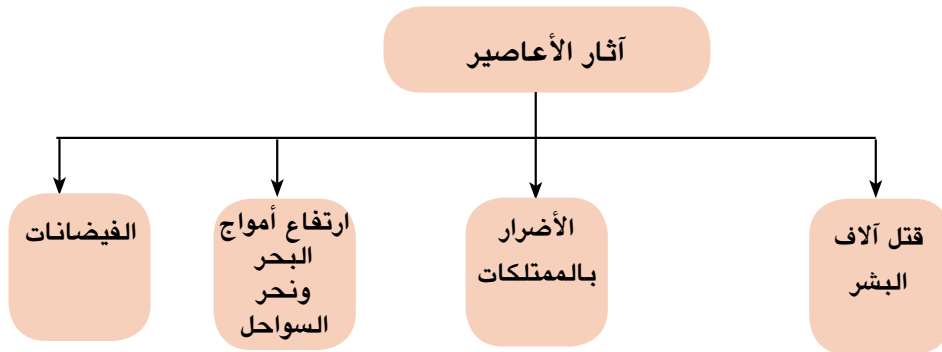 آثار الأعاصير
قتل آلاف
البشر
الأضرار
بالممتلكات
ارتفاع أمواج
البحر
ونحر
السواحل
الفيضانات